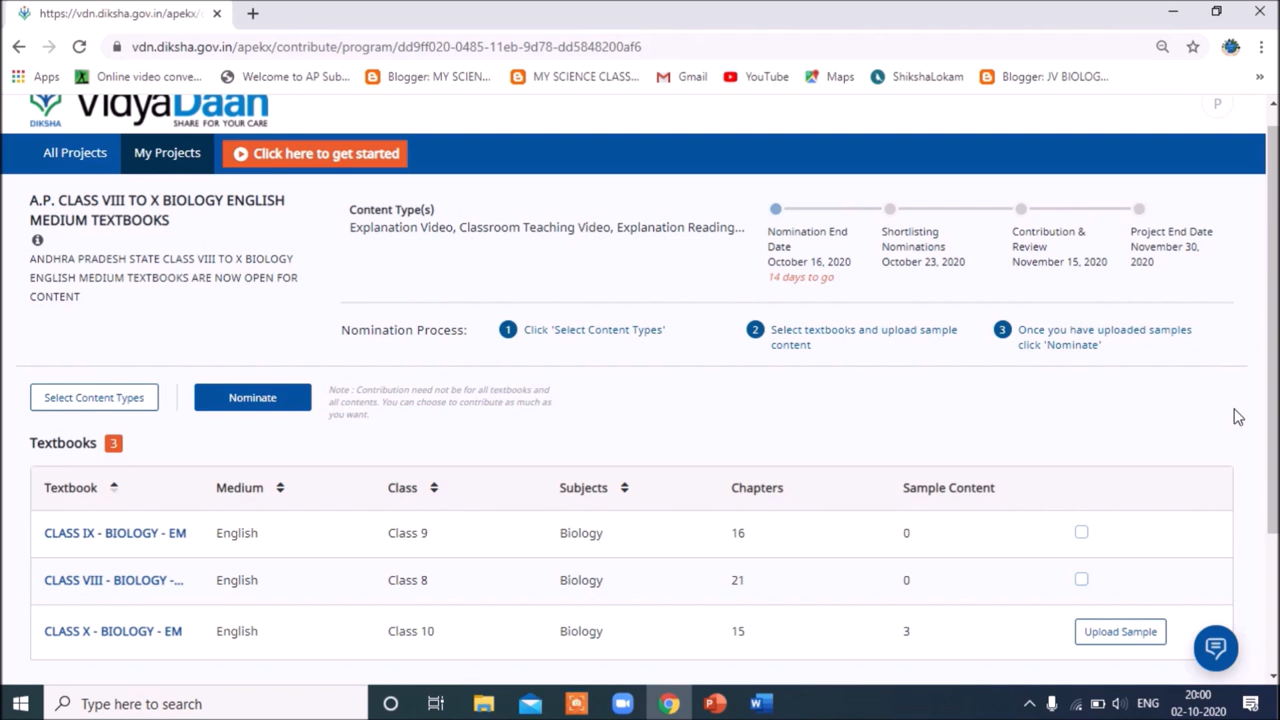 https://vdn.diksha.gov.in/apekx/
vdn.diksha.gov.in/apekx/contribute/program/dd9ff020-0485-11eb-9d78-dd5848200af6
Apps
Online video conve...
Welcome to AP Sub...
Blogger: MY SCIEN...
MY SCIENCE CLASS...
Gmail
YouTube
Maps
ShikshaLokam
Blogger: JV BIOLOG...
»
DIKSHA
VidyaDaan
SHARE FOR YOUR CARE
P
All Projects
My Projects
Click here to get started
A.P. CLASS VIII TO X BIOLOGY ENGLISH
MEDIUM TEXTBOOKS
ANDHRA PRADESH STATE CLASS VIII TO X BIOLOGY
ENGLISH MEDIUM TEXTBOOKS ARE NOW OPEN FOR
CONTENT
Content Type(s)
Explanation Video, Classroom Teaching Video, Explanation Reading...
Nomination End
Date
October 16, 2020
14 days to go
Shortlisting
Nominations
October 23, 2020
Contribution &
Review
November 15, 2020
Project End Date
November 30,
2020
Nomination Process:
1 Click 'Select Content Types'
2 Select textbooks and upload sample
content
3 Once you have uploaded samples
click 'Nominate'
Select Content Types
Nominate
Note : Contribution need not be for all textbooks and
all contents. You can choose to contribute as much as
you want.
Textbooks 3
Textbook Medium Class Subjects Chapters Sample Content
CLASS IX - BIOLOGY - EM English Class 9 Biology 16 0
CLASS VIII - BIOLOGY -... English Class 8 Biology 21 0
CLASS X - BIOLOGY - EM English Class 10 Biology 15 3 Upload Sample
Type here to search
ENG
20:00
02-10-2020